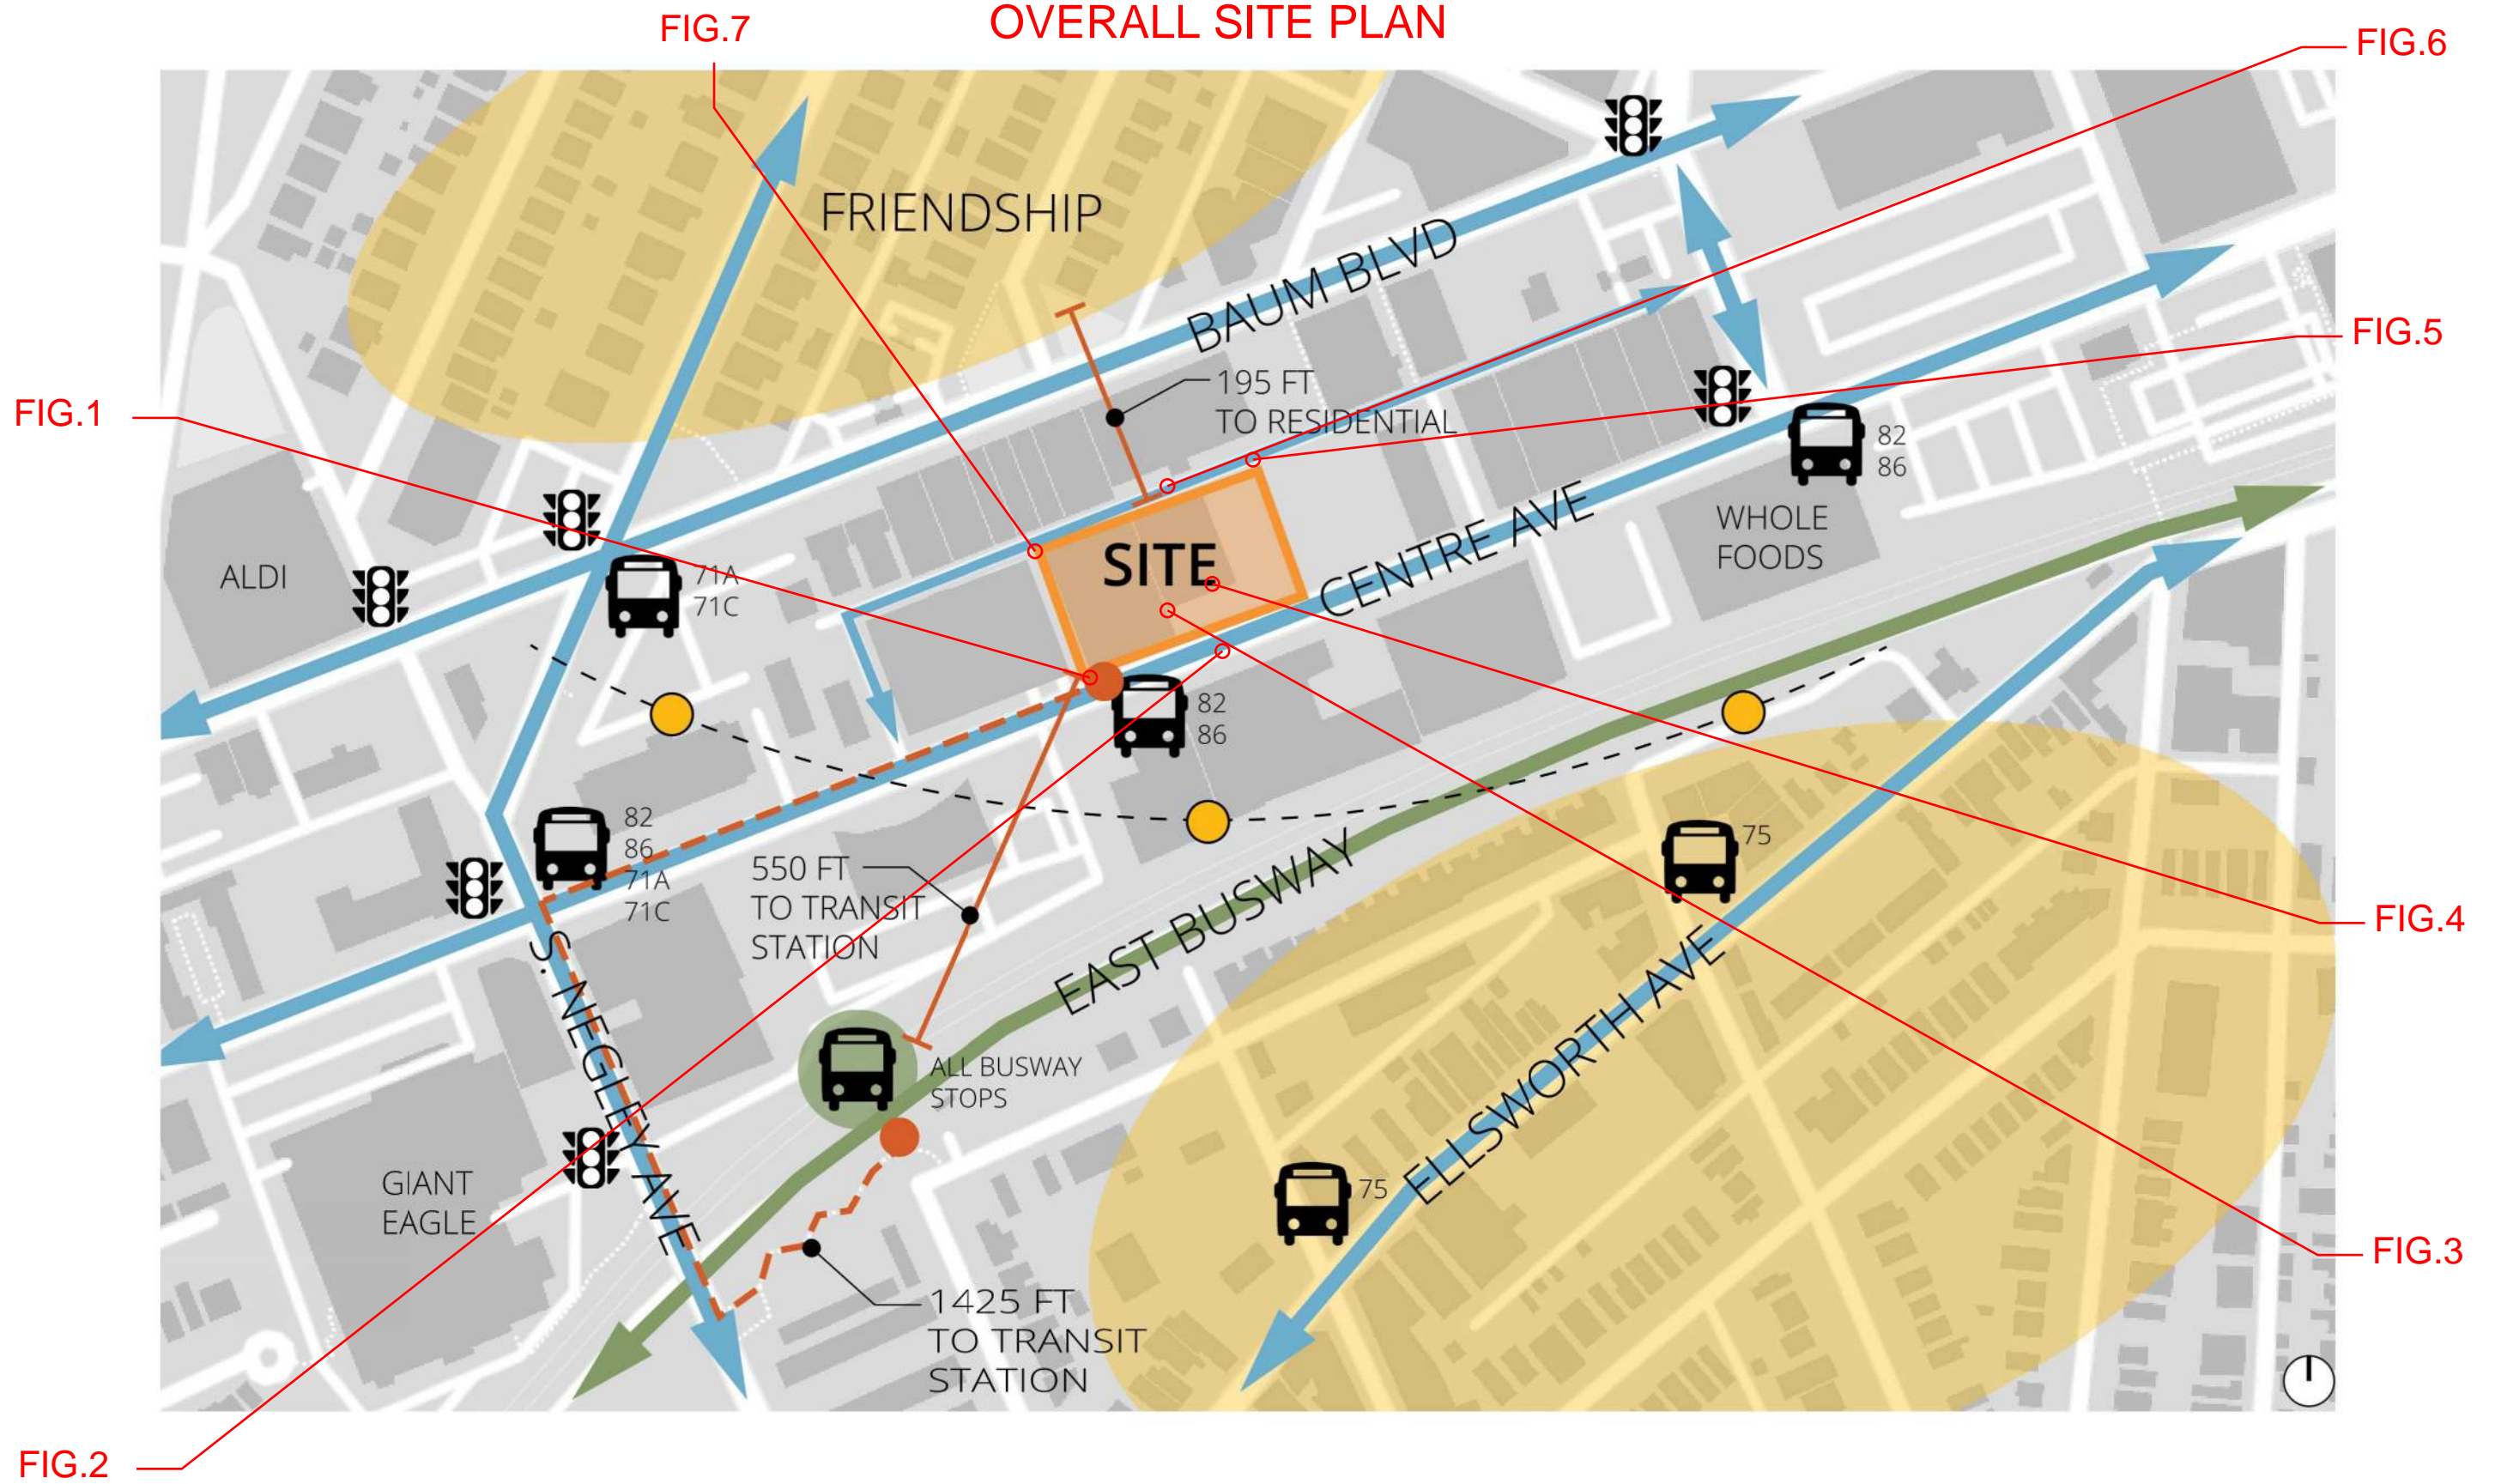 OVERALL SITE PLAN
FIG.7
FIG.6
FRIENDSHIP
BAUM BLVD
FIG.5
FIG.1
195 FT
TO RESIDENTIAL
82
86
ALDI
71A
71C
SITE
CENTRE AVE
WHOLE
FOODS
82
86
82
86
71A
71C
550 FT
TO TRANSIT
STATION
75
FIG.4
S. NEGLEY AVE
EAST BUSWAY
ELLSWORTH AVE
ALL BUSWAY
STOPS
GIANT
EAGLE
75
FIG.3
1425 FT
TO TRANSIT
STATION
FIG.2